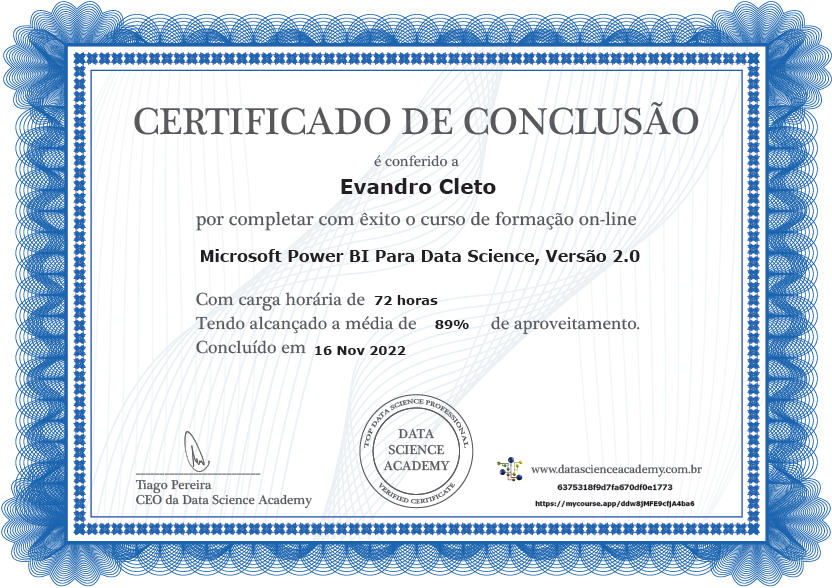 CERTIFICADO DE CONCLUSÃO
é conferido a
Evandro Cleto
por completar com êxito o curso de formação on-line
Microsoft Power BI Para Data Science, Versão 2.0
Com carga horária de 72 horas
Tendo alcançado a média de 89% de aproveitamento.
Concluído em 16 Nov 2022
TOP DATA SCIENCE PROFESSIONAL
DATA
SCIENCE
ACADEMY
VERIFIED CERTIFICATE
Tiago Pereira
CEO da Data Science Academy
www.datascienceacademy.com.br
6375318f9d7fa670df0e1773
https://mycourse.app/ddw8jMFE9cfjA4ba6